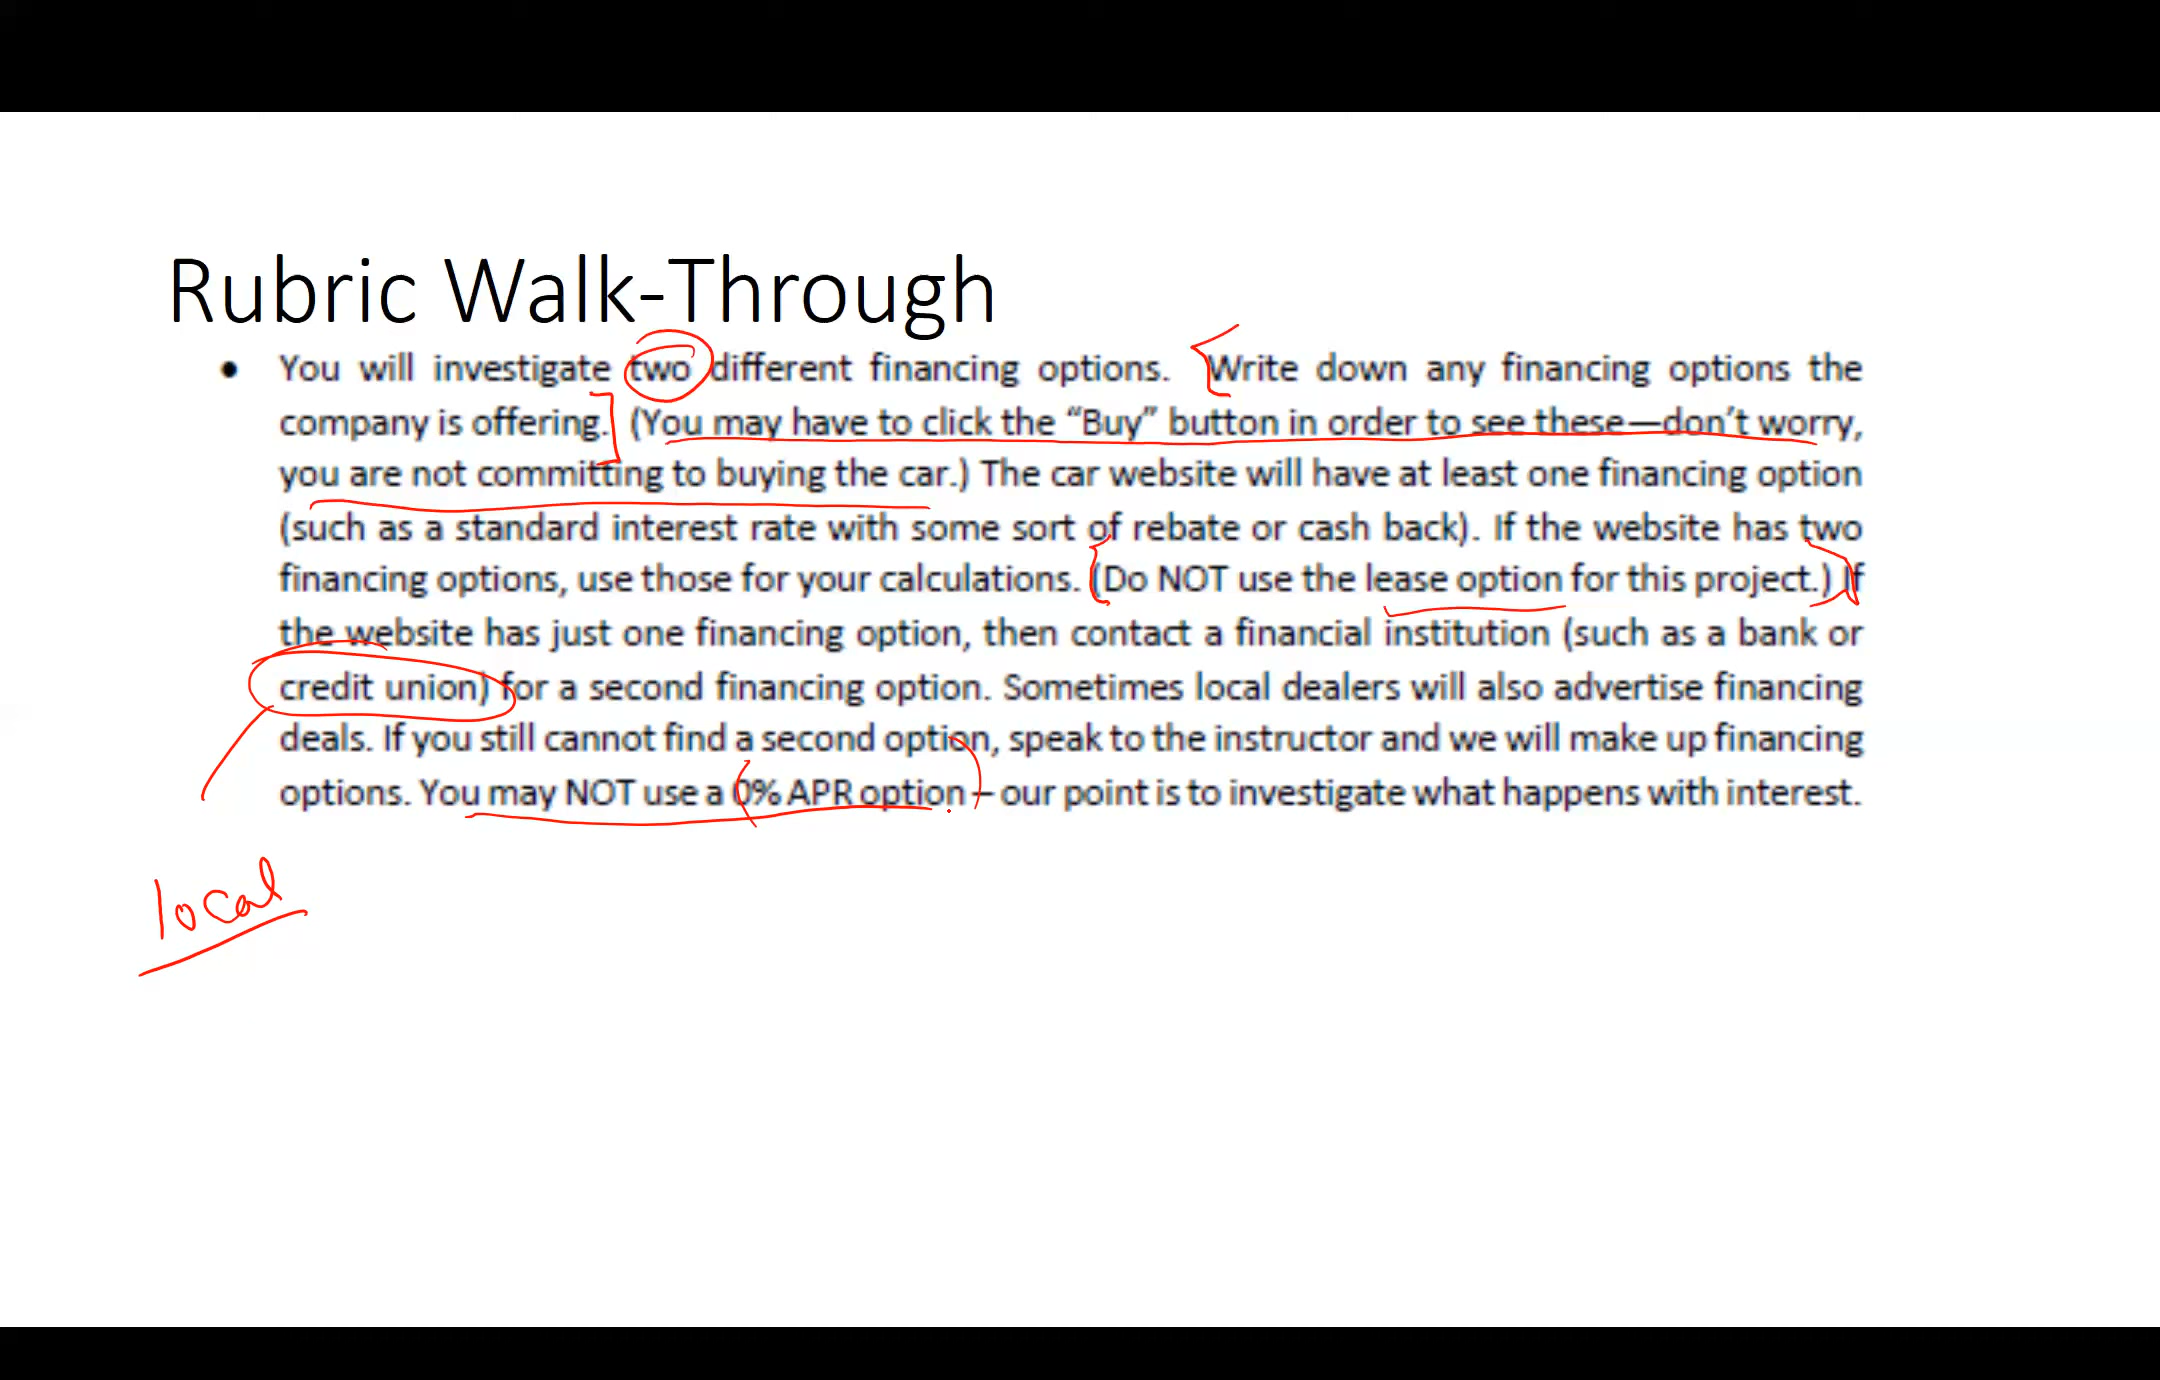 Rubric Walk-Through
• You will investigate two different financing options. Write down any financing options the
company is offering. (You may have to click the “Buy” button in order to see these—don’t worry,
you are not committing to buying the car.) The car website will have at least one financing option
(such as a standard interest rate with some sort of rebate or cash back). If the website has two
financing options, use those for your calculations. (Do NOT use the lease option for this project.) If
the website has just one financing option, then contact a financial institution (such as a bank or
credit union) for a second financing option. Sometimes local dealers will also advertise financing
deals. If you still cannot find a second option, speak to the instructor and we will make up financing
options. You may NOT use a 0% APR option – our point is to investigate what happens with interest.
local